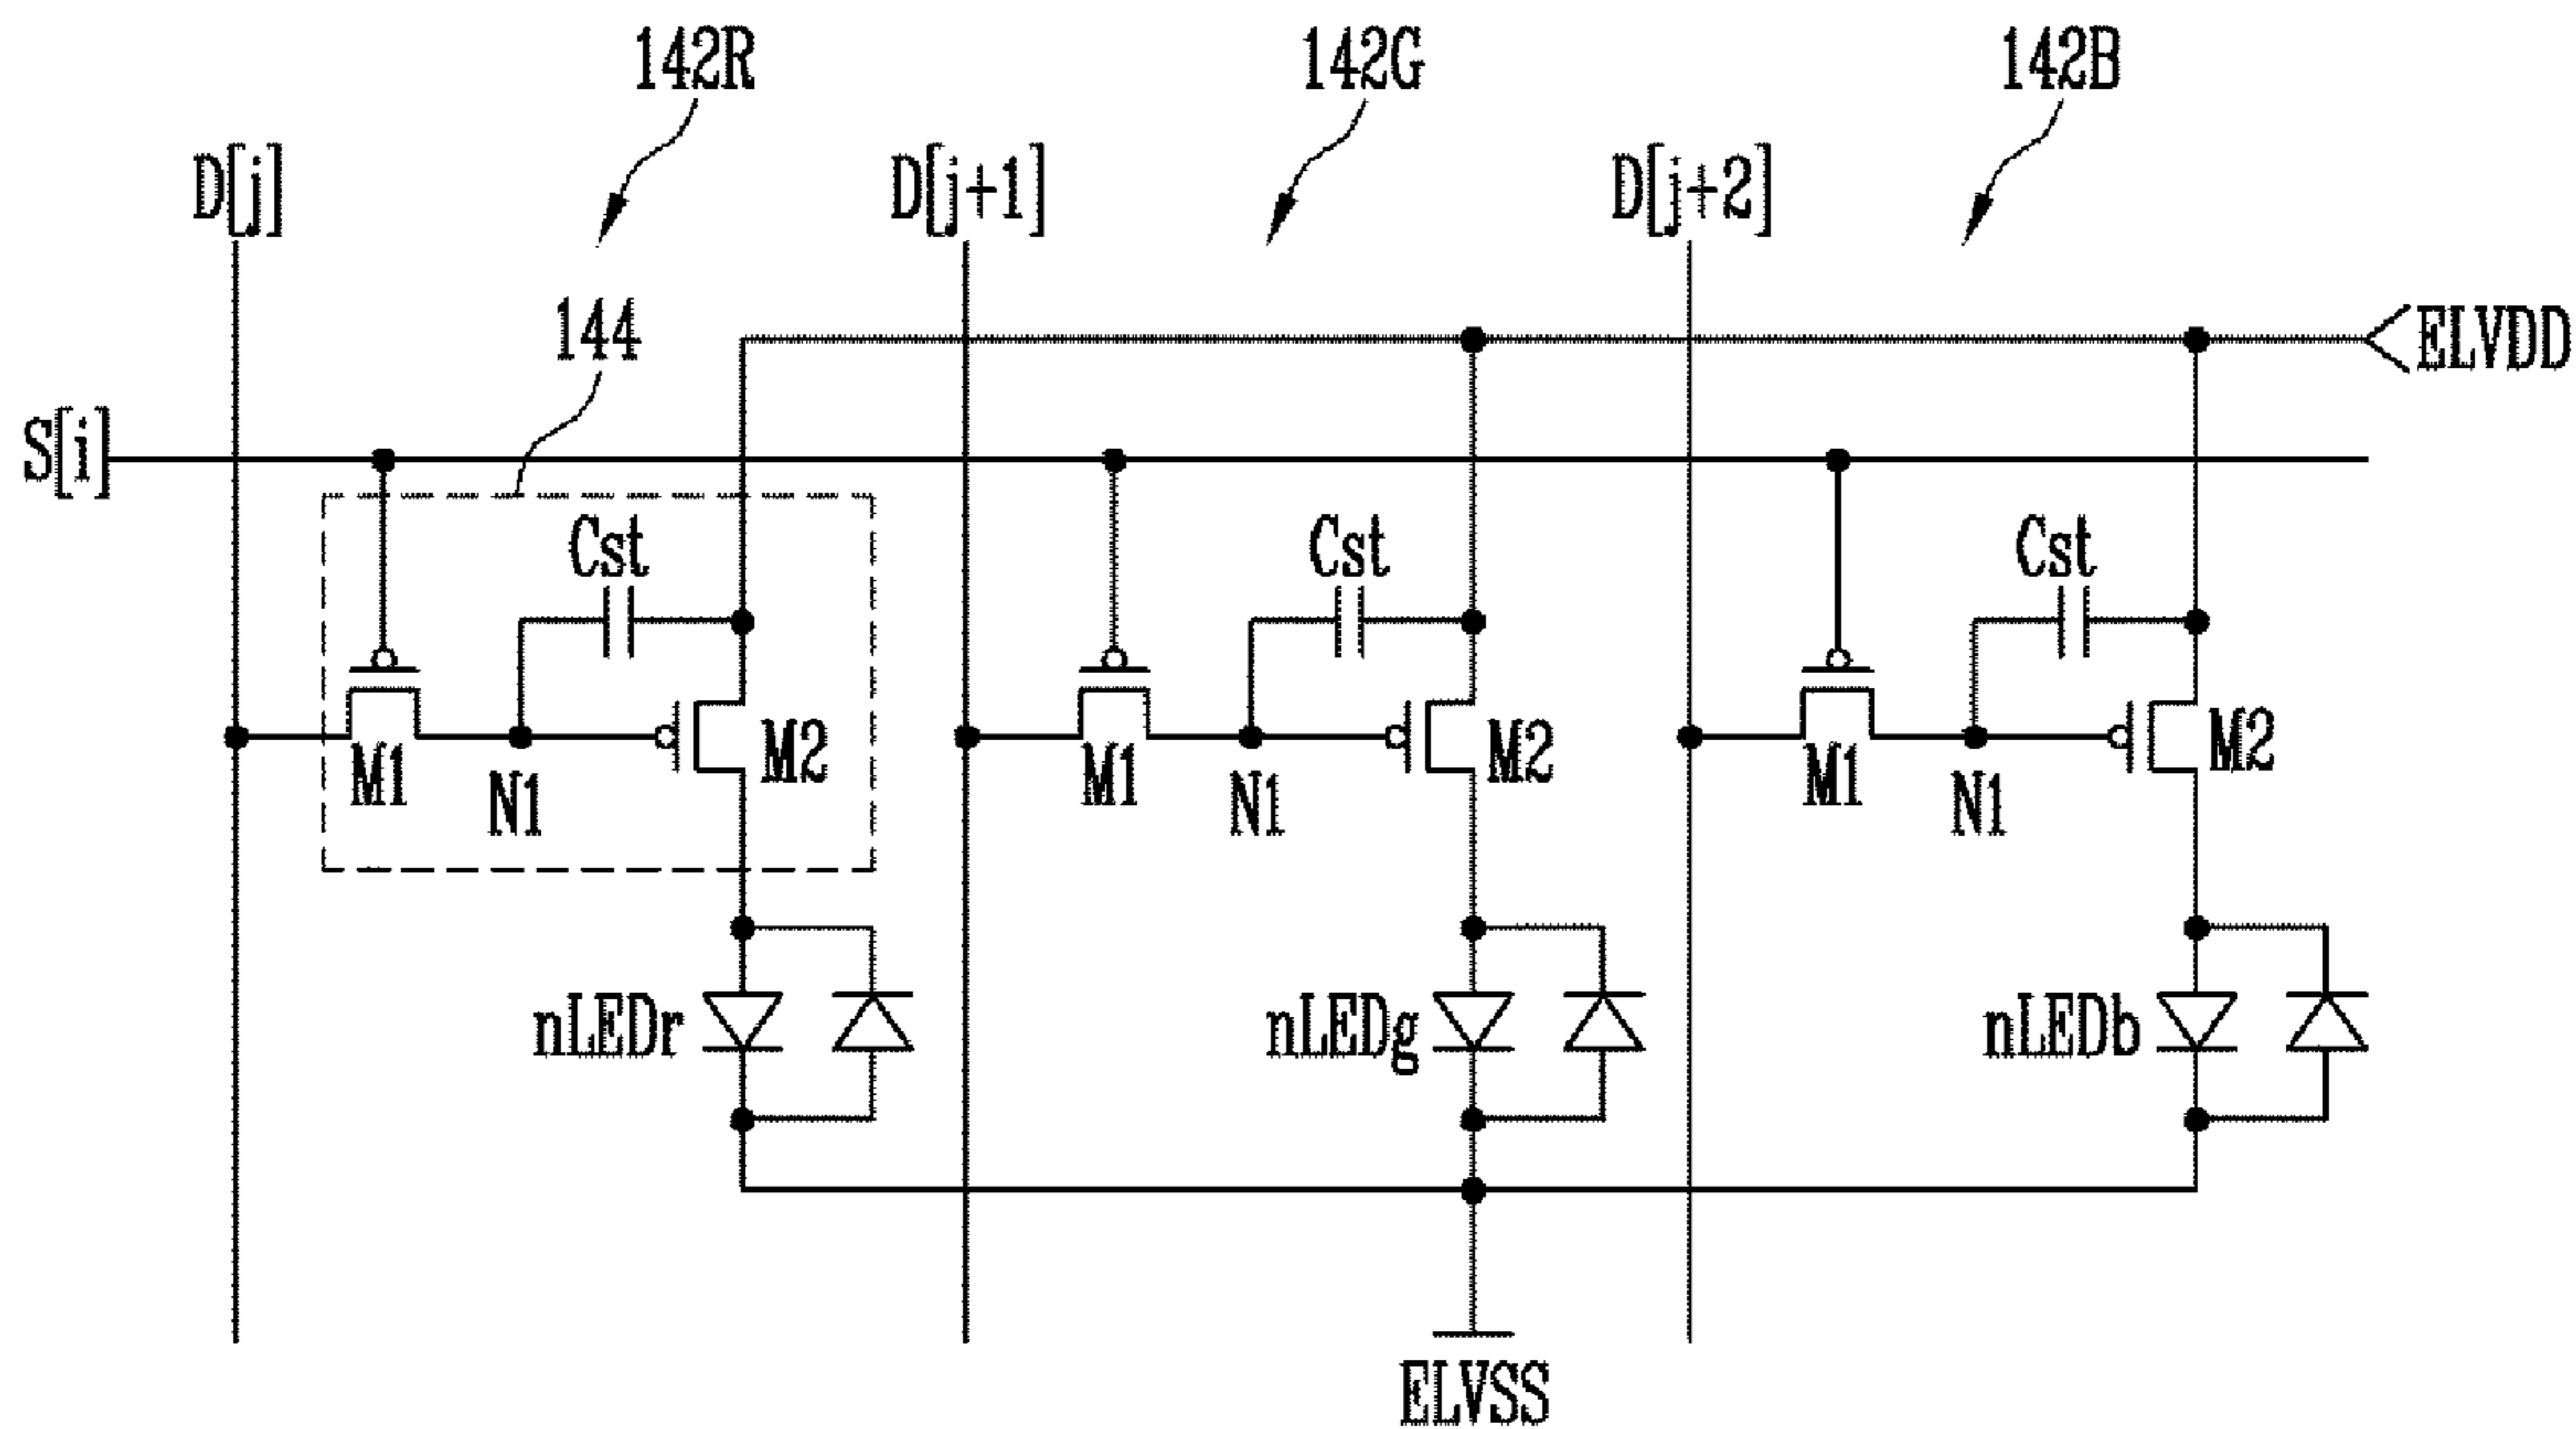 142R
142G
142B
D[j]
D[j+1]
D[j+2]
144
ELVDD
S[i]
Cst
Cst
Cst
M1
N1
M2
M1
N1
M2
M1
N1
M2
nLEDr
nLEDg
nLEDb
ELVSS